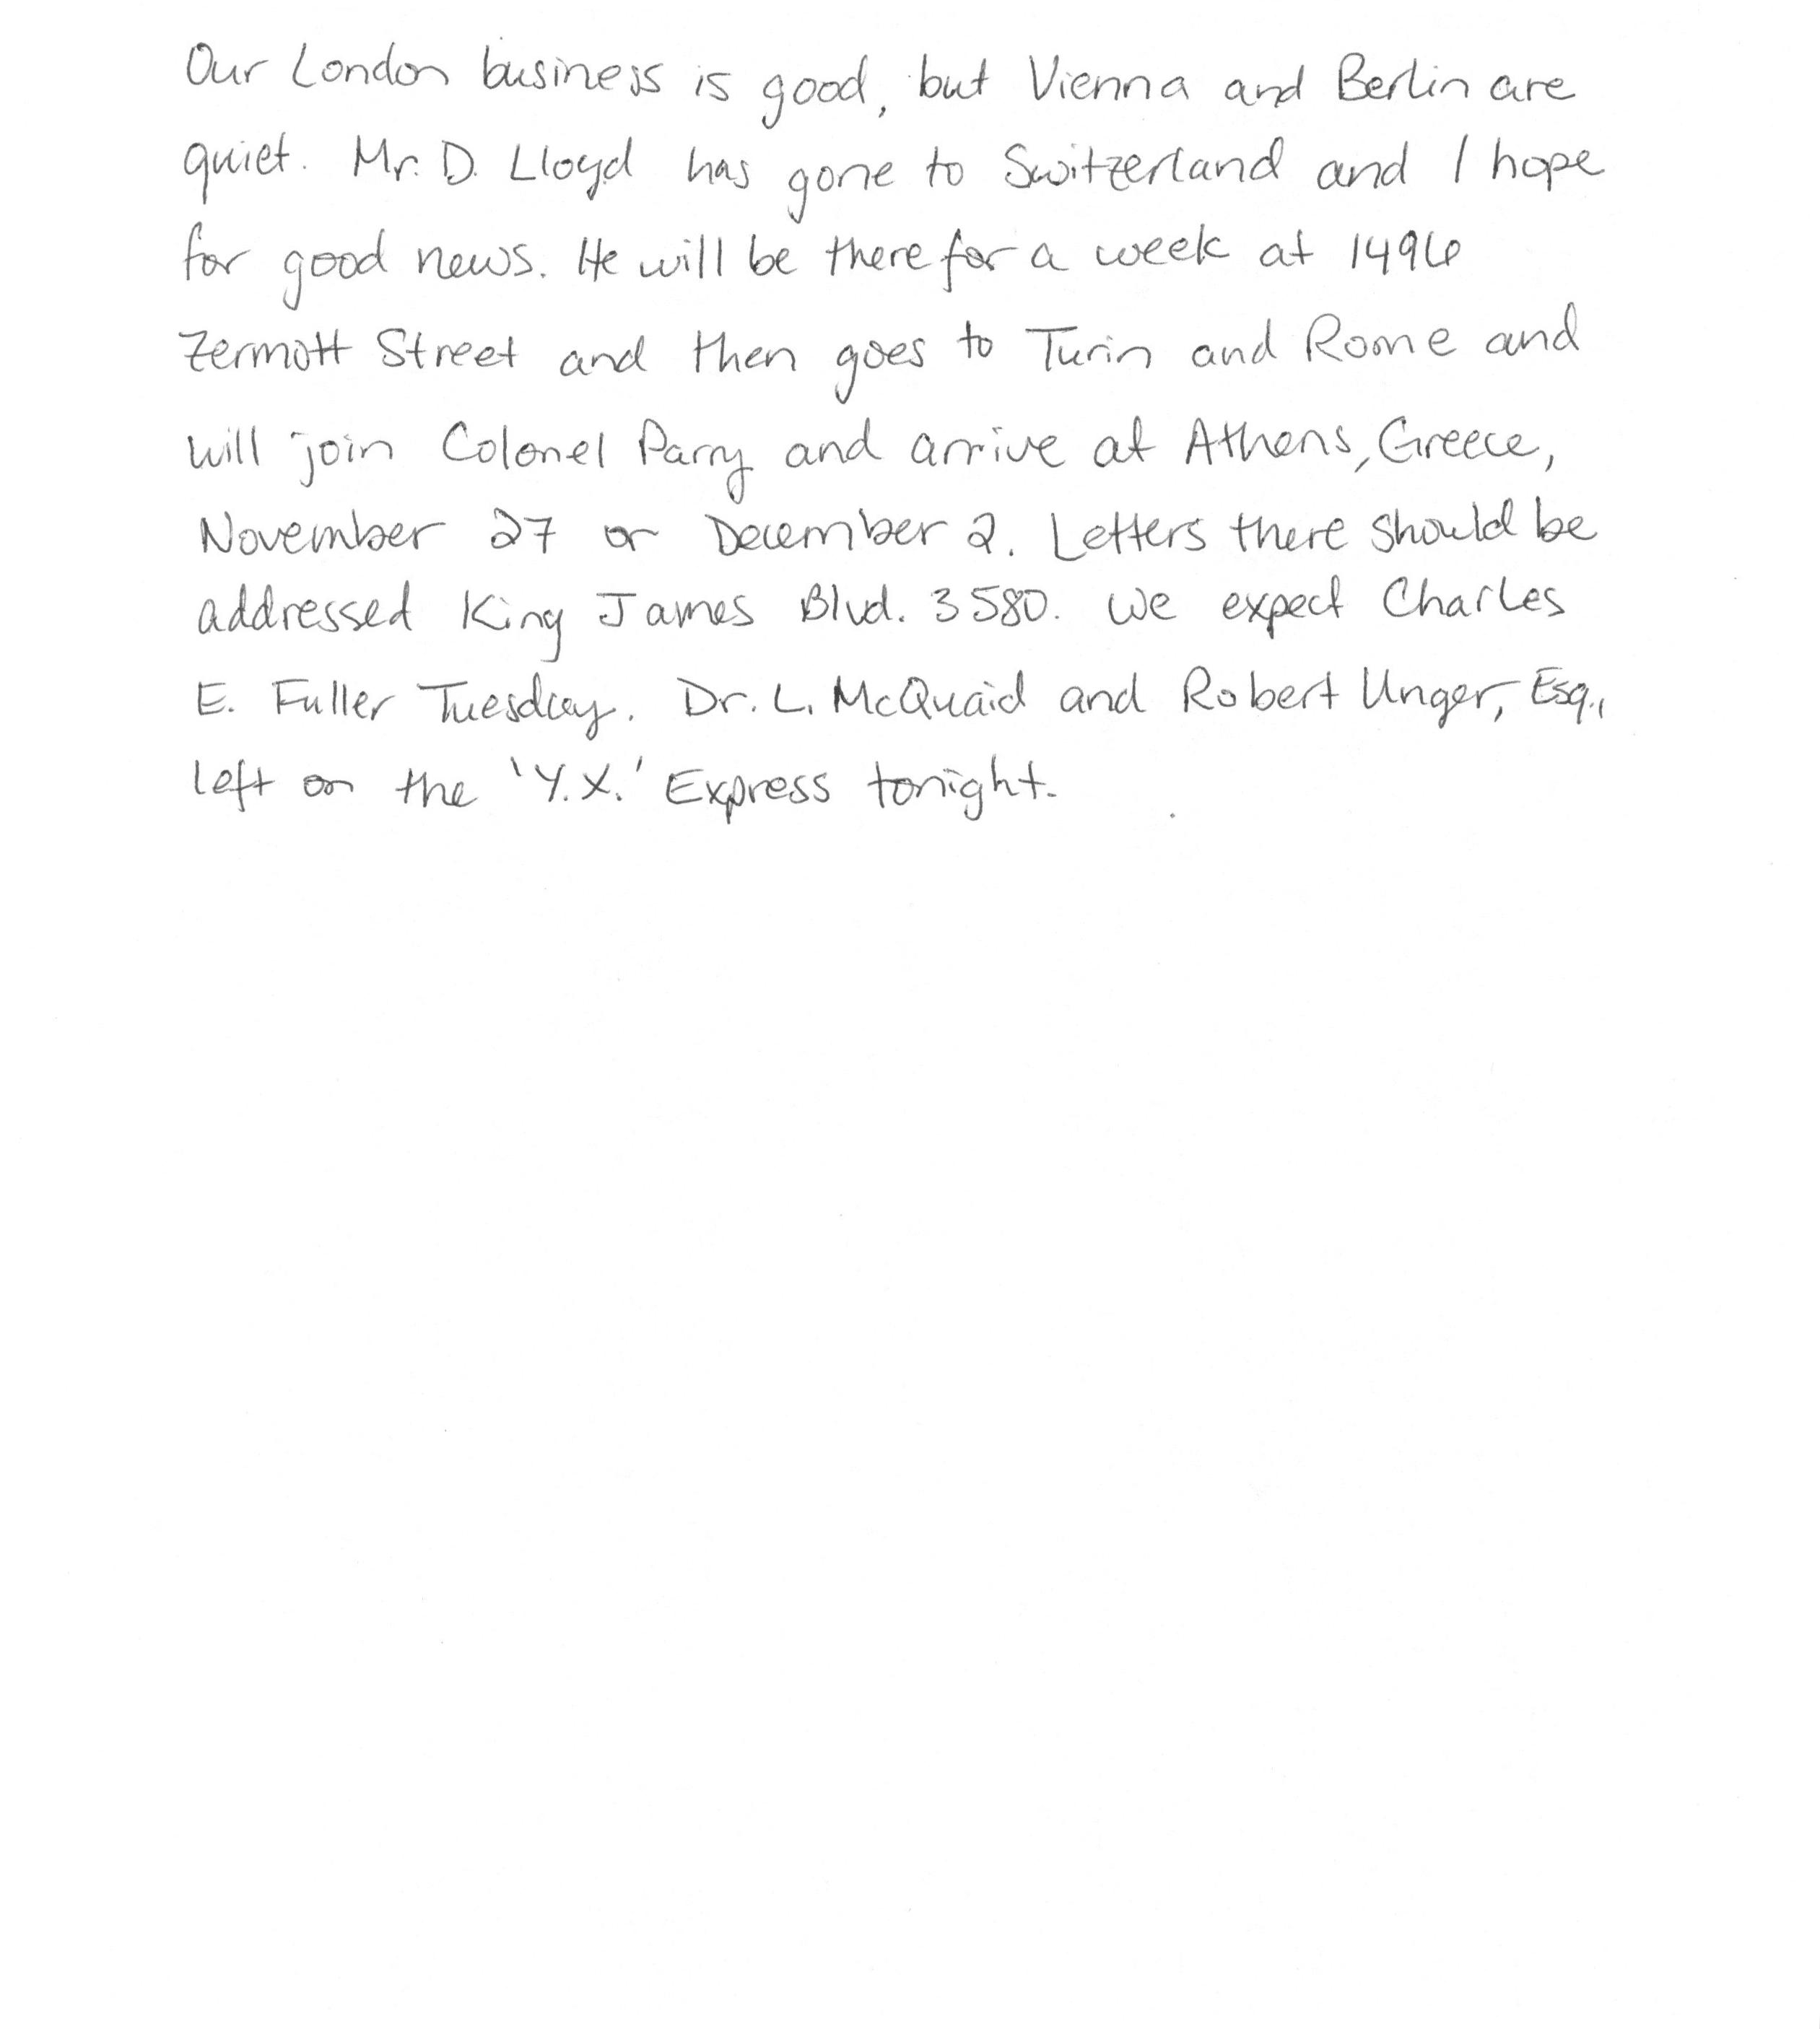 Our London business is good, but Vienna and Berlin are
quiet. Mr. D. Lloyd has gone to Switzerland and I hope
for good news. He will be there for a week at 1496
Zermott Street and then goes to Turin and Rome and
will join Colonel Parry and arrive at Athens, Greece,
November 27 or December 2. Letters there should be
addressed King James Blvd. 3580. We expect Charles
E. Fuller Tuesday. Dr. L. McQuaid and Robert Unger, Esq.,
left on the 'Y.X.' Express tonight.